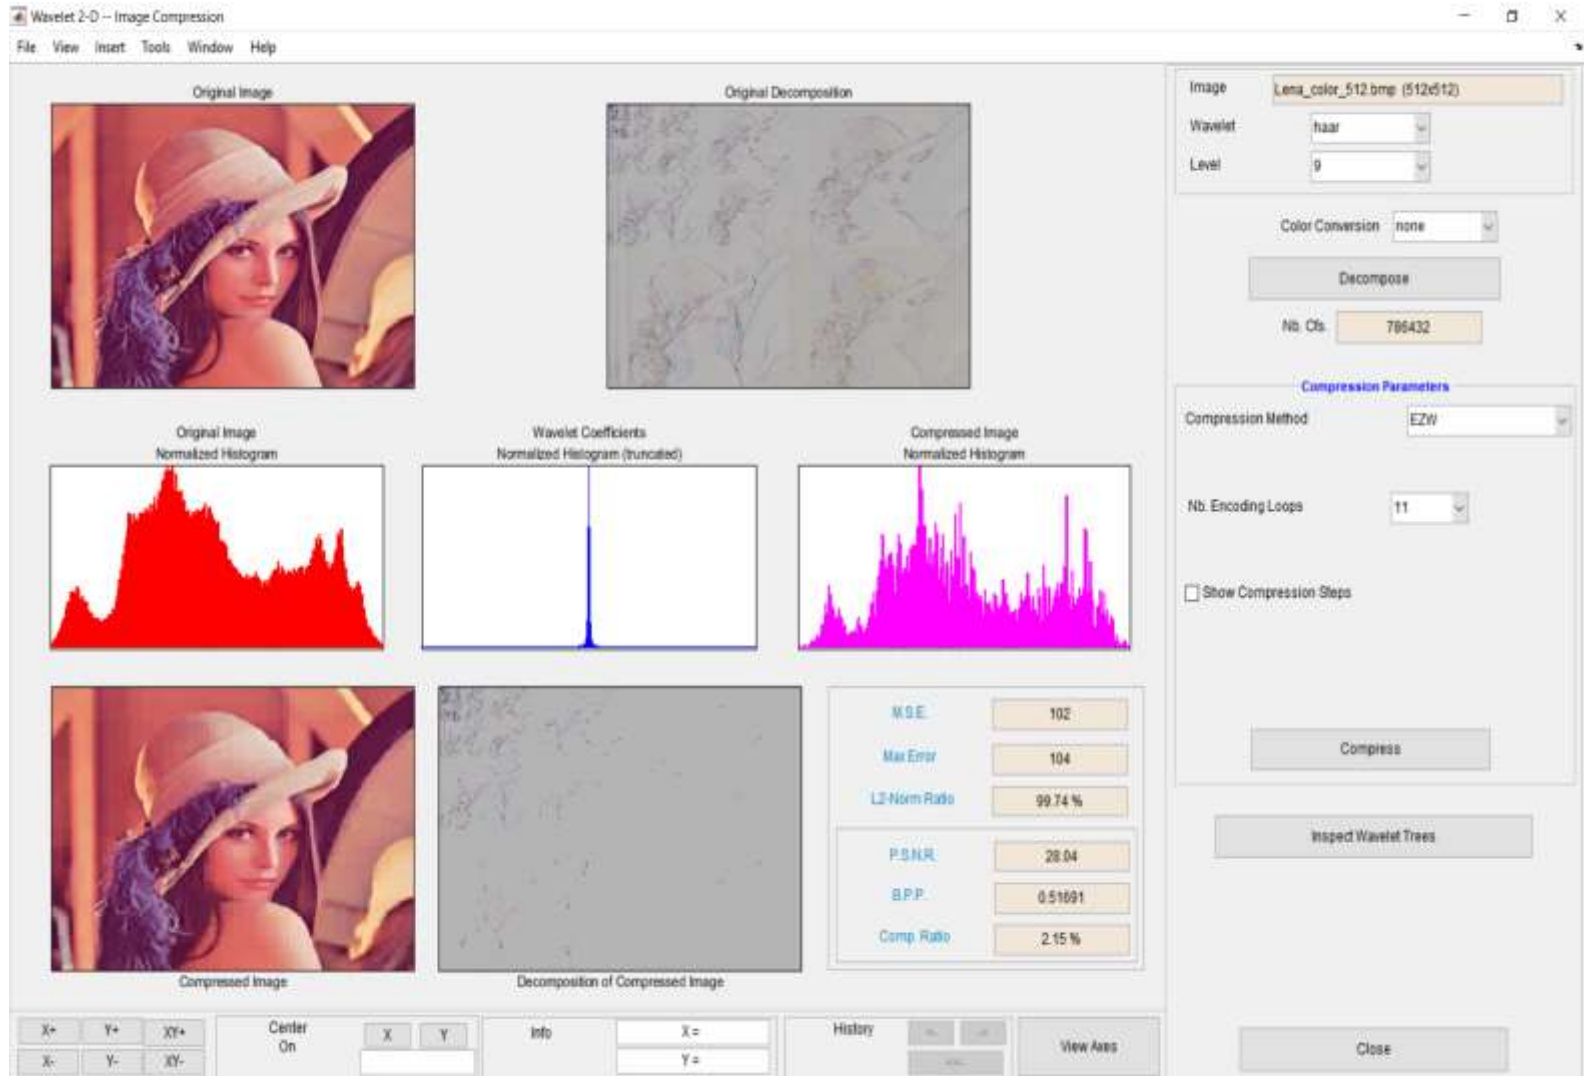 Wavelet 2-D -- Image Compression
File View Insert Tools Window Help
Original Image
Original Decomposition
Original Image
Normalized Histogram
Wavelet Coefficients
Normalized Histogram (truncated)
Compressed Image
Normalized Histogram
M.S.E. 102
Max Error 104
L2-Norm Ratio 99.74 %
P.S.N.R. 28.04
B.P.P. 0.51691
Comp. Ratio 2.15 %
Compressed Image
Decomposition of Compressed Image
Image Lena_color_512.bmp (512x512)
Wavelet haar
Level 9
Color Conversion none
Decompose
Nb. Cfs. 786432
Compression Parameters
Compression Method EZW
Nb. Encoding Loops 11
Show Compression Steps
Compress
Inspect Wavelet Trees
Close
X+ Y+ XY+
X- Y- XY-
Center
On
X Y
Info
X =
Y =
History
View Axes